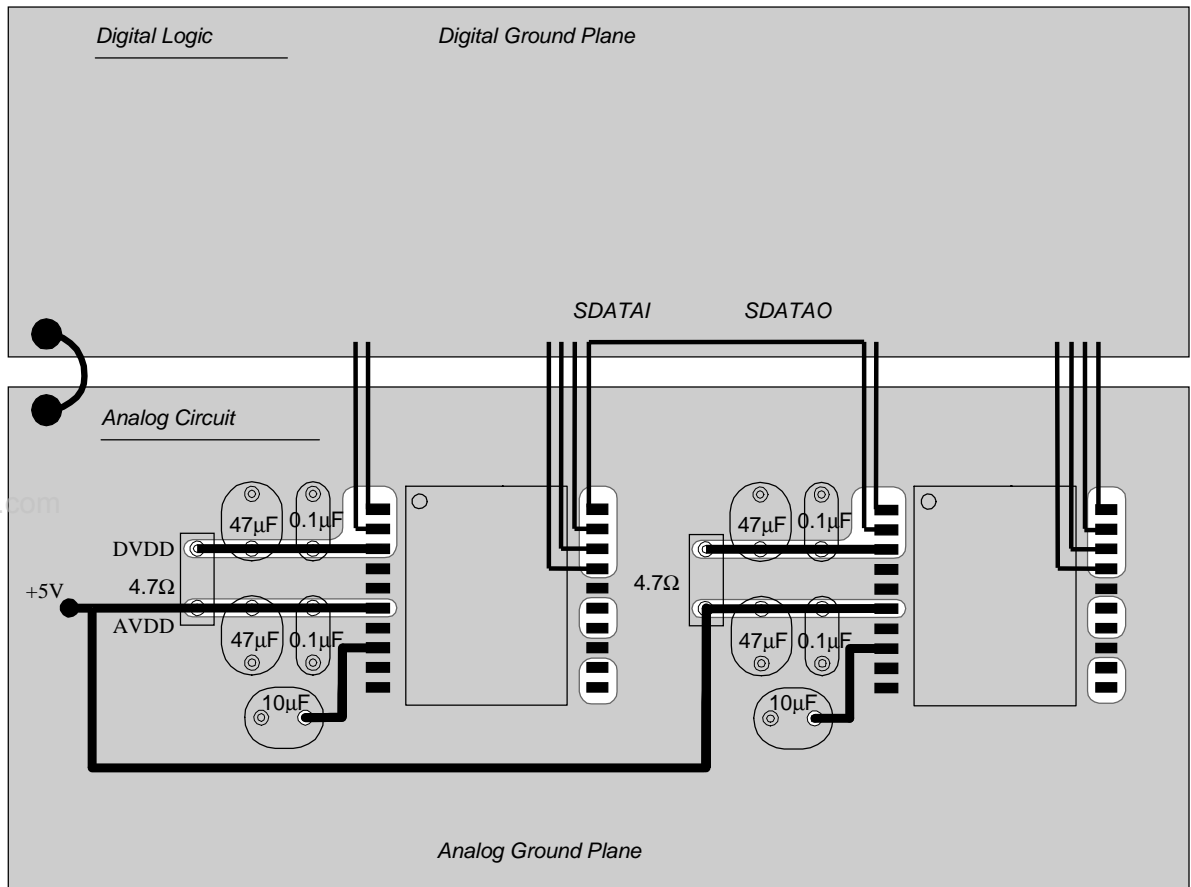 Digital Logic
Digital Ground Plane
SDATAI
SDATAO
Analog Circuit
.com
47µF
0.1µF
47µF
0.1µF
DVDD
4.7Ω
4.7Ω
+5V
AVDD
47µF
0.1µF
47µF
0.1µF
10µF
10µF
Analog Ground Plane